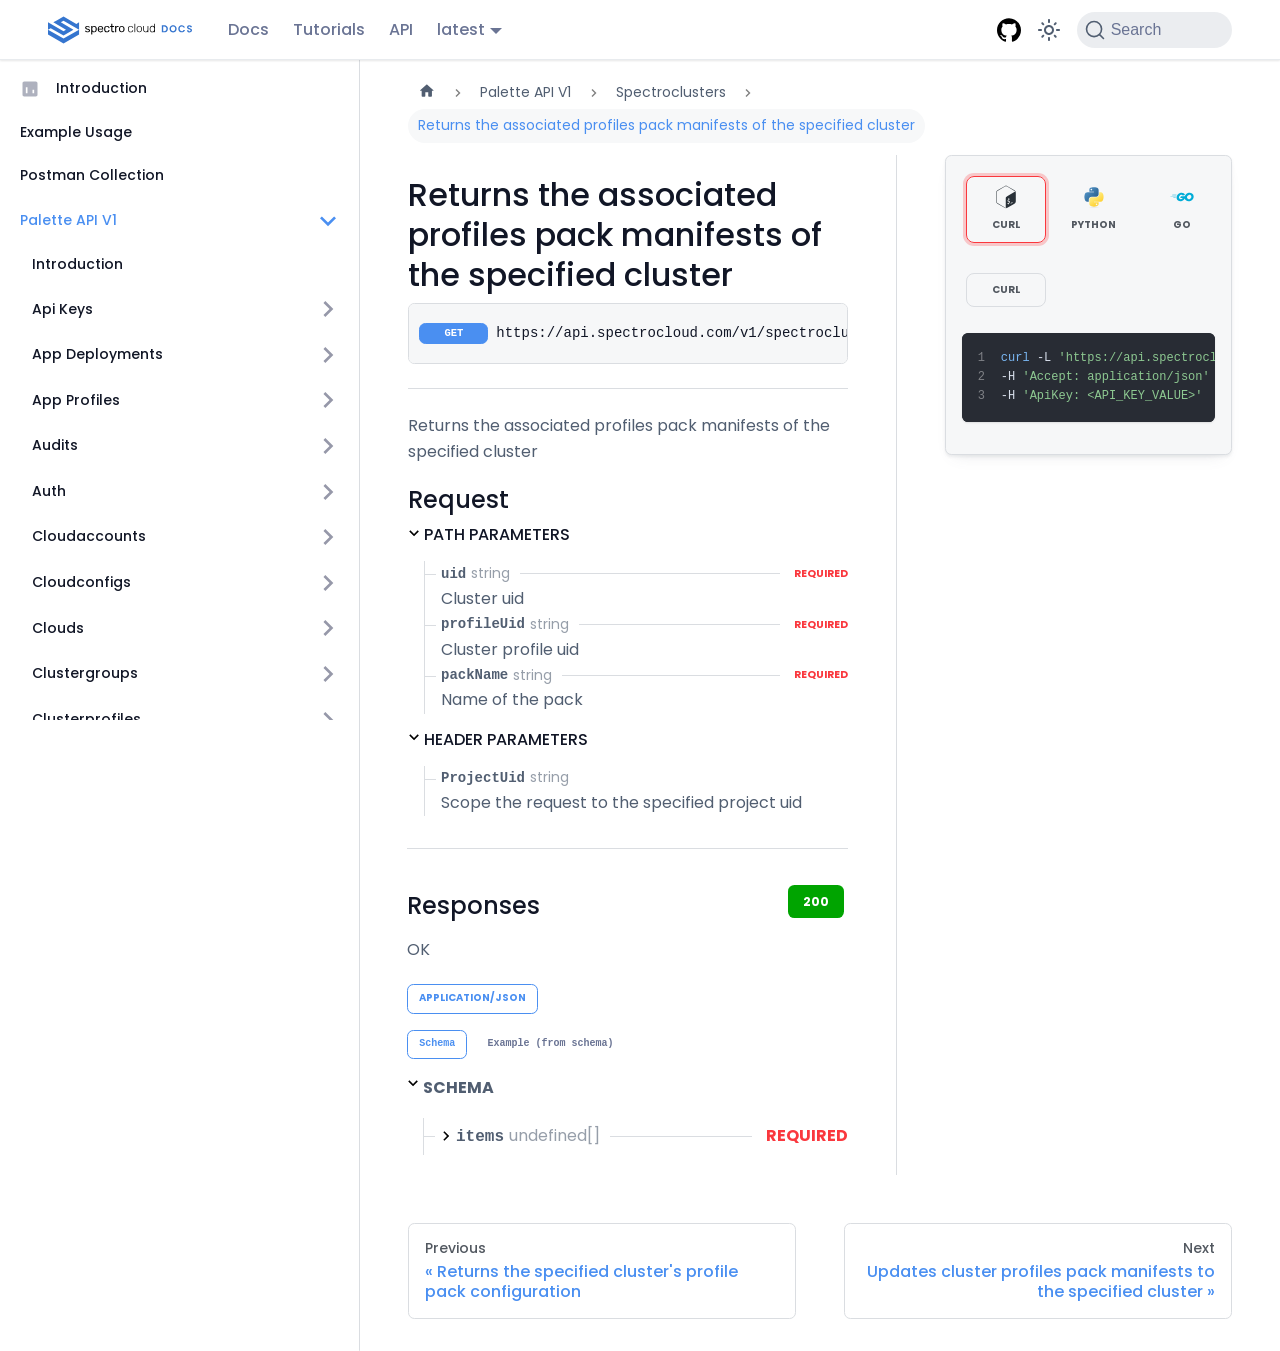 spectro cloud DOCS Docs Tutorials API latest Search
Introduction
Example Usage
Postman Collection
Palette API V1
Introduction
Api Keys
App Deployments
App Profiles
Audits
Auth
Cloudaccounts
Cloudconfigs
Clouds
Clustergroups
Clusterprofiles
Palette API V1 Spectroclusters
Returns the associated profiles pack manifests of the specified cluster
Returns the associated
profiles pack manifests of
the specified cluster
GET https://api.spectrocloud.com/v1/spectroclu
Returns the associated profiles pack manifests of the
specified cluster
Request
PATH PARAMETERS
uid string REQUIRED
Cluster uid
profileUid string REQUIRED
Cluster profile uid
packName string REQUIRED
Name of the pack
HEADER PARAMETERS
ProjectUid string
Scope the request to the specified project uid
Responses 200
OK
APPLICATION/JSON
Schema Example (from schema)
SCHEMA
items undefined[] REQUIRED
CURL PYTHON GO
CURL
1 curl -L 'https://api.spectrocl
2 -H 'Accept: application/json'
3 -H 'ApiKey: <API_KEY_VALUE>'
Previous
« Returns the specified cluster's profile
pack configuration
Next
Updates cluster profiles pack manifests to
the specified cluster »